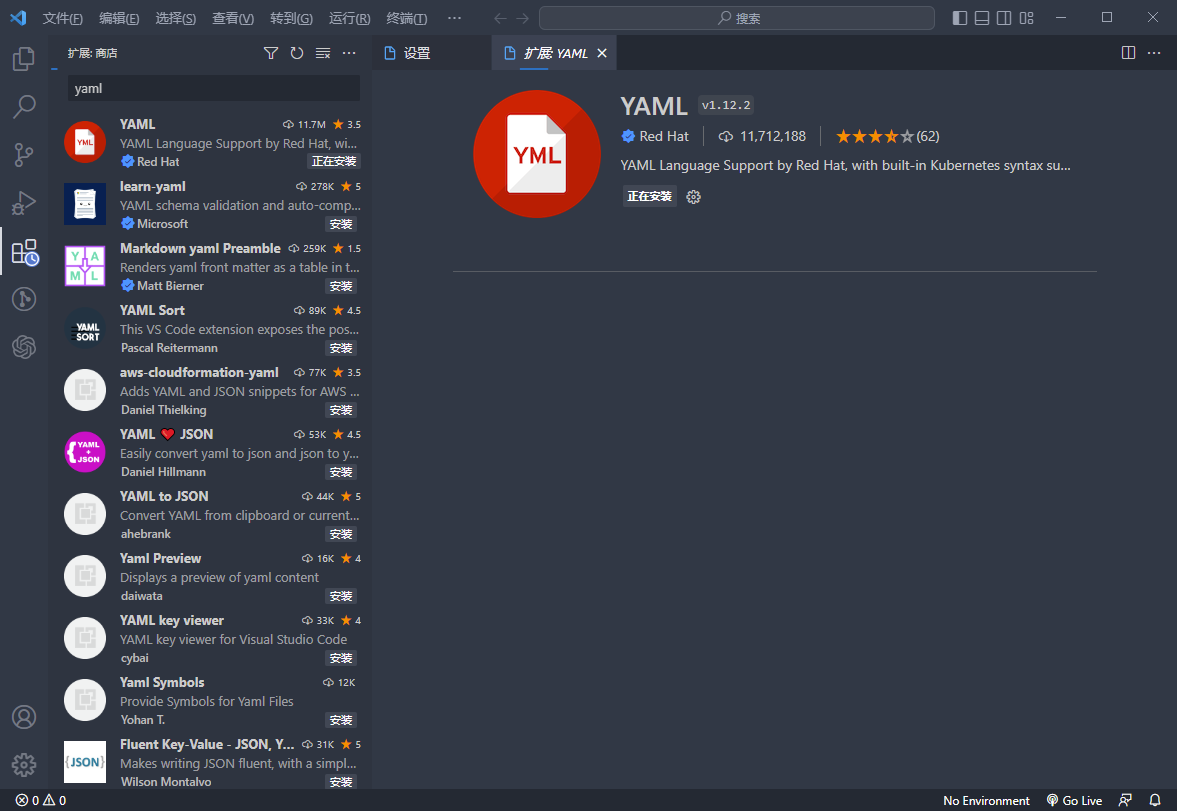 文件(F) 编辑(E) 选择(S) 查看(V) 转到(G) 运行(R) 终端(T) ··· 搜索
扩展: 商店
设置
扩展: YAML
yaml
YAML 11.7M 3.5
YAML Language Support by Red Hat, wi...
Red Hat 正在安装
learn-yaml 278K 5
YAML schema validation and auto-comp...
Microsoft 安装
Markdown yaml Preamble 259K 1.5
Renders yaml front matter as a table in t...
Matt Bierner 安装
YAML Sort 89K 4.5
This VS Code extension exposes the pos...
Pascal Reitermann 安装
aws-cloudformation-yaml 77K 3.5
Adds YAML and JSON snippets for AWS ...
Daniel Thielking 安装
YAML ❤️ JSON 53K 4.5
Easily convert yaml to json and json to y...
Daniel Hillmann 安装
YAML to JSON 44K 5
Convert YAML from clipboard or current...
ahebrank 安装
Yaml Preview 16K 4
Displays a preview of yaml content
daiwata 安装
YAML key viewer 33K 4
YAML key viewer for Visual Studio Code
cybai 安装
Yaml Symbols 12K
Provide Symbols for Yaml Files
Yohan T. 安装
Fluent Key-Value - JSON, Y... 31K 5
Makes writing JSON fluent, with a simpl...
Wilson Montalvo 安装
YML
YAML
YAML
SORT
{YAML
+
JSON
{JSON}
YML
YAML v1.12.2
Red Hat 11,712,188 (62)
YAML Language Support by Red Hat, with built-in Kubernetes syntax su...
正在安装
0 0 No Environment Go Live